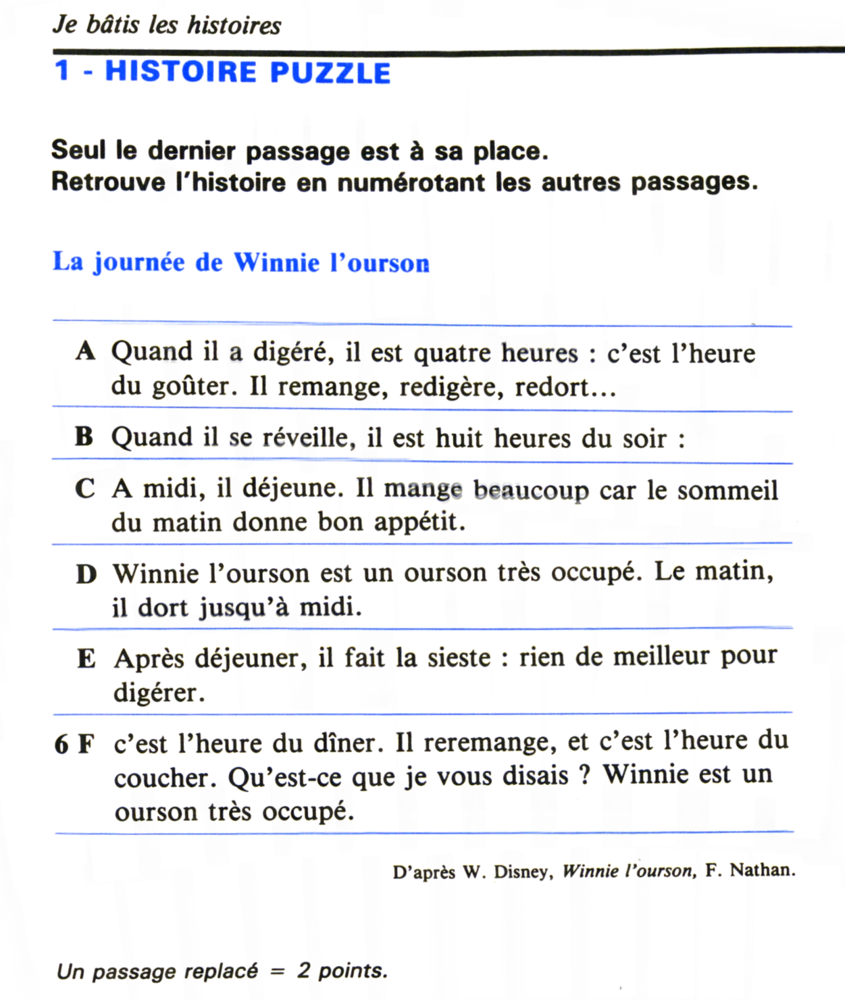 Je bâtis les histoires
1 - HISTOIRE PUZZLE
Seul le dernier passage est à sa place.
Retrouve l'histoire en numérotant les autres passages.
La journée de Winnie l'ourson
A Quand il a digéré, il est quatre heures : c'est l'heure
du goûter. Il remange, redigère, redort...
B Quand il se réveille, il est huit heures du soir :
C A midi, il déjeune. Il mange beaucoup car le sommeil
du matin donne bon appétit.
D Winnie l'ourson est un ourson très occupé. Le matin,
il dort jusqu'à midi.
E Après déjeuner, il fait la sieste : rien de meilleur pour
digérer.
6 F c'est l'heure du dîner. Il reremange, et c'est l'heure du
coucher. Qu'est-ce que je vous disais ? Winnie est un
ourson très occupé.
D'après W. Disney, Winnie l'ourson, F. Nathan.
Un passage replacé = 2 points.